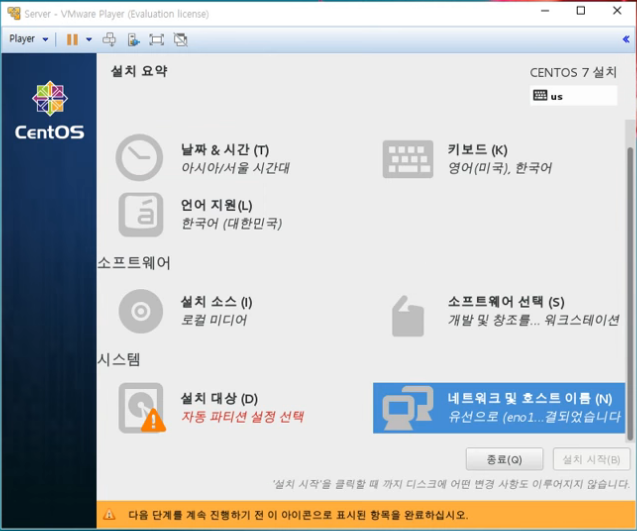 Server - VMware Player (Evaluation license)
Player
CentOS
설치 요약
CENTOS 7 설치
us
날짜 & 시간 (T)
아시아/서울 시간대
키보드 (K)
영어(미국), 한국어
언어 지원(L)
한국어 (대한민국)
소프트웨어
설치 소스 (I)
로컬 미디어
소프트웨어 선택 (S)
개발 및 창조를... 워크스테이션
시스템
설치 대상 (D)
자동 파티션 설정 선택
네트워크 및 호스트 이름 (N)
유선으로 (eno1...결되었습니다
종료(Q)
설치 시작(B)
'설치 시작'을 클릭할 때 까지 디스크에 어떤 변경 사항도 이루어지지 않습니다.
다음 단계를 계속 진행하기 전 이 아이콘으로 표시된 항목을 완료하십시오.